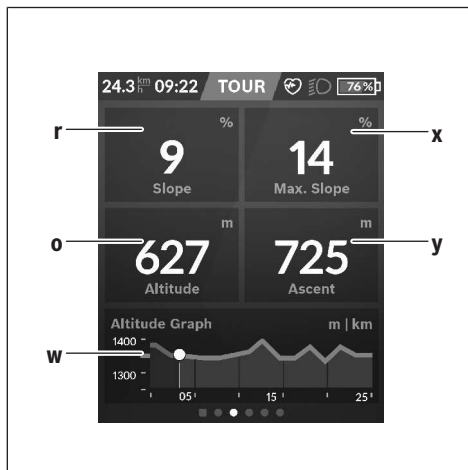 24.3 km/h 09:22 TOUR 76 %
r % % x
9 14
Slope Max. Slope
o m m y
627 725
Altitude Ascent
Altitude Graph m | km
w 1400
1300
05 15 25